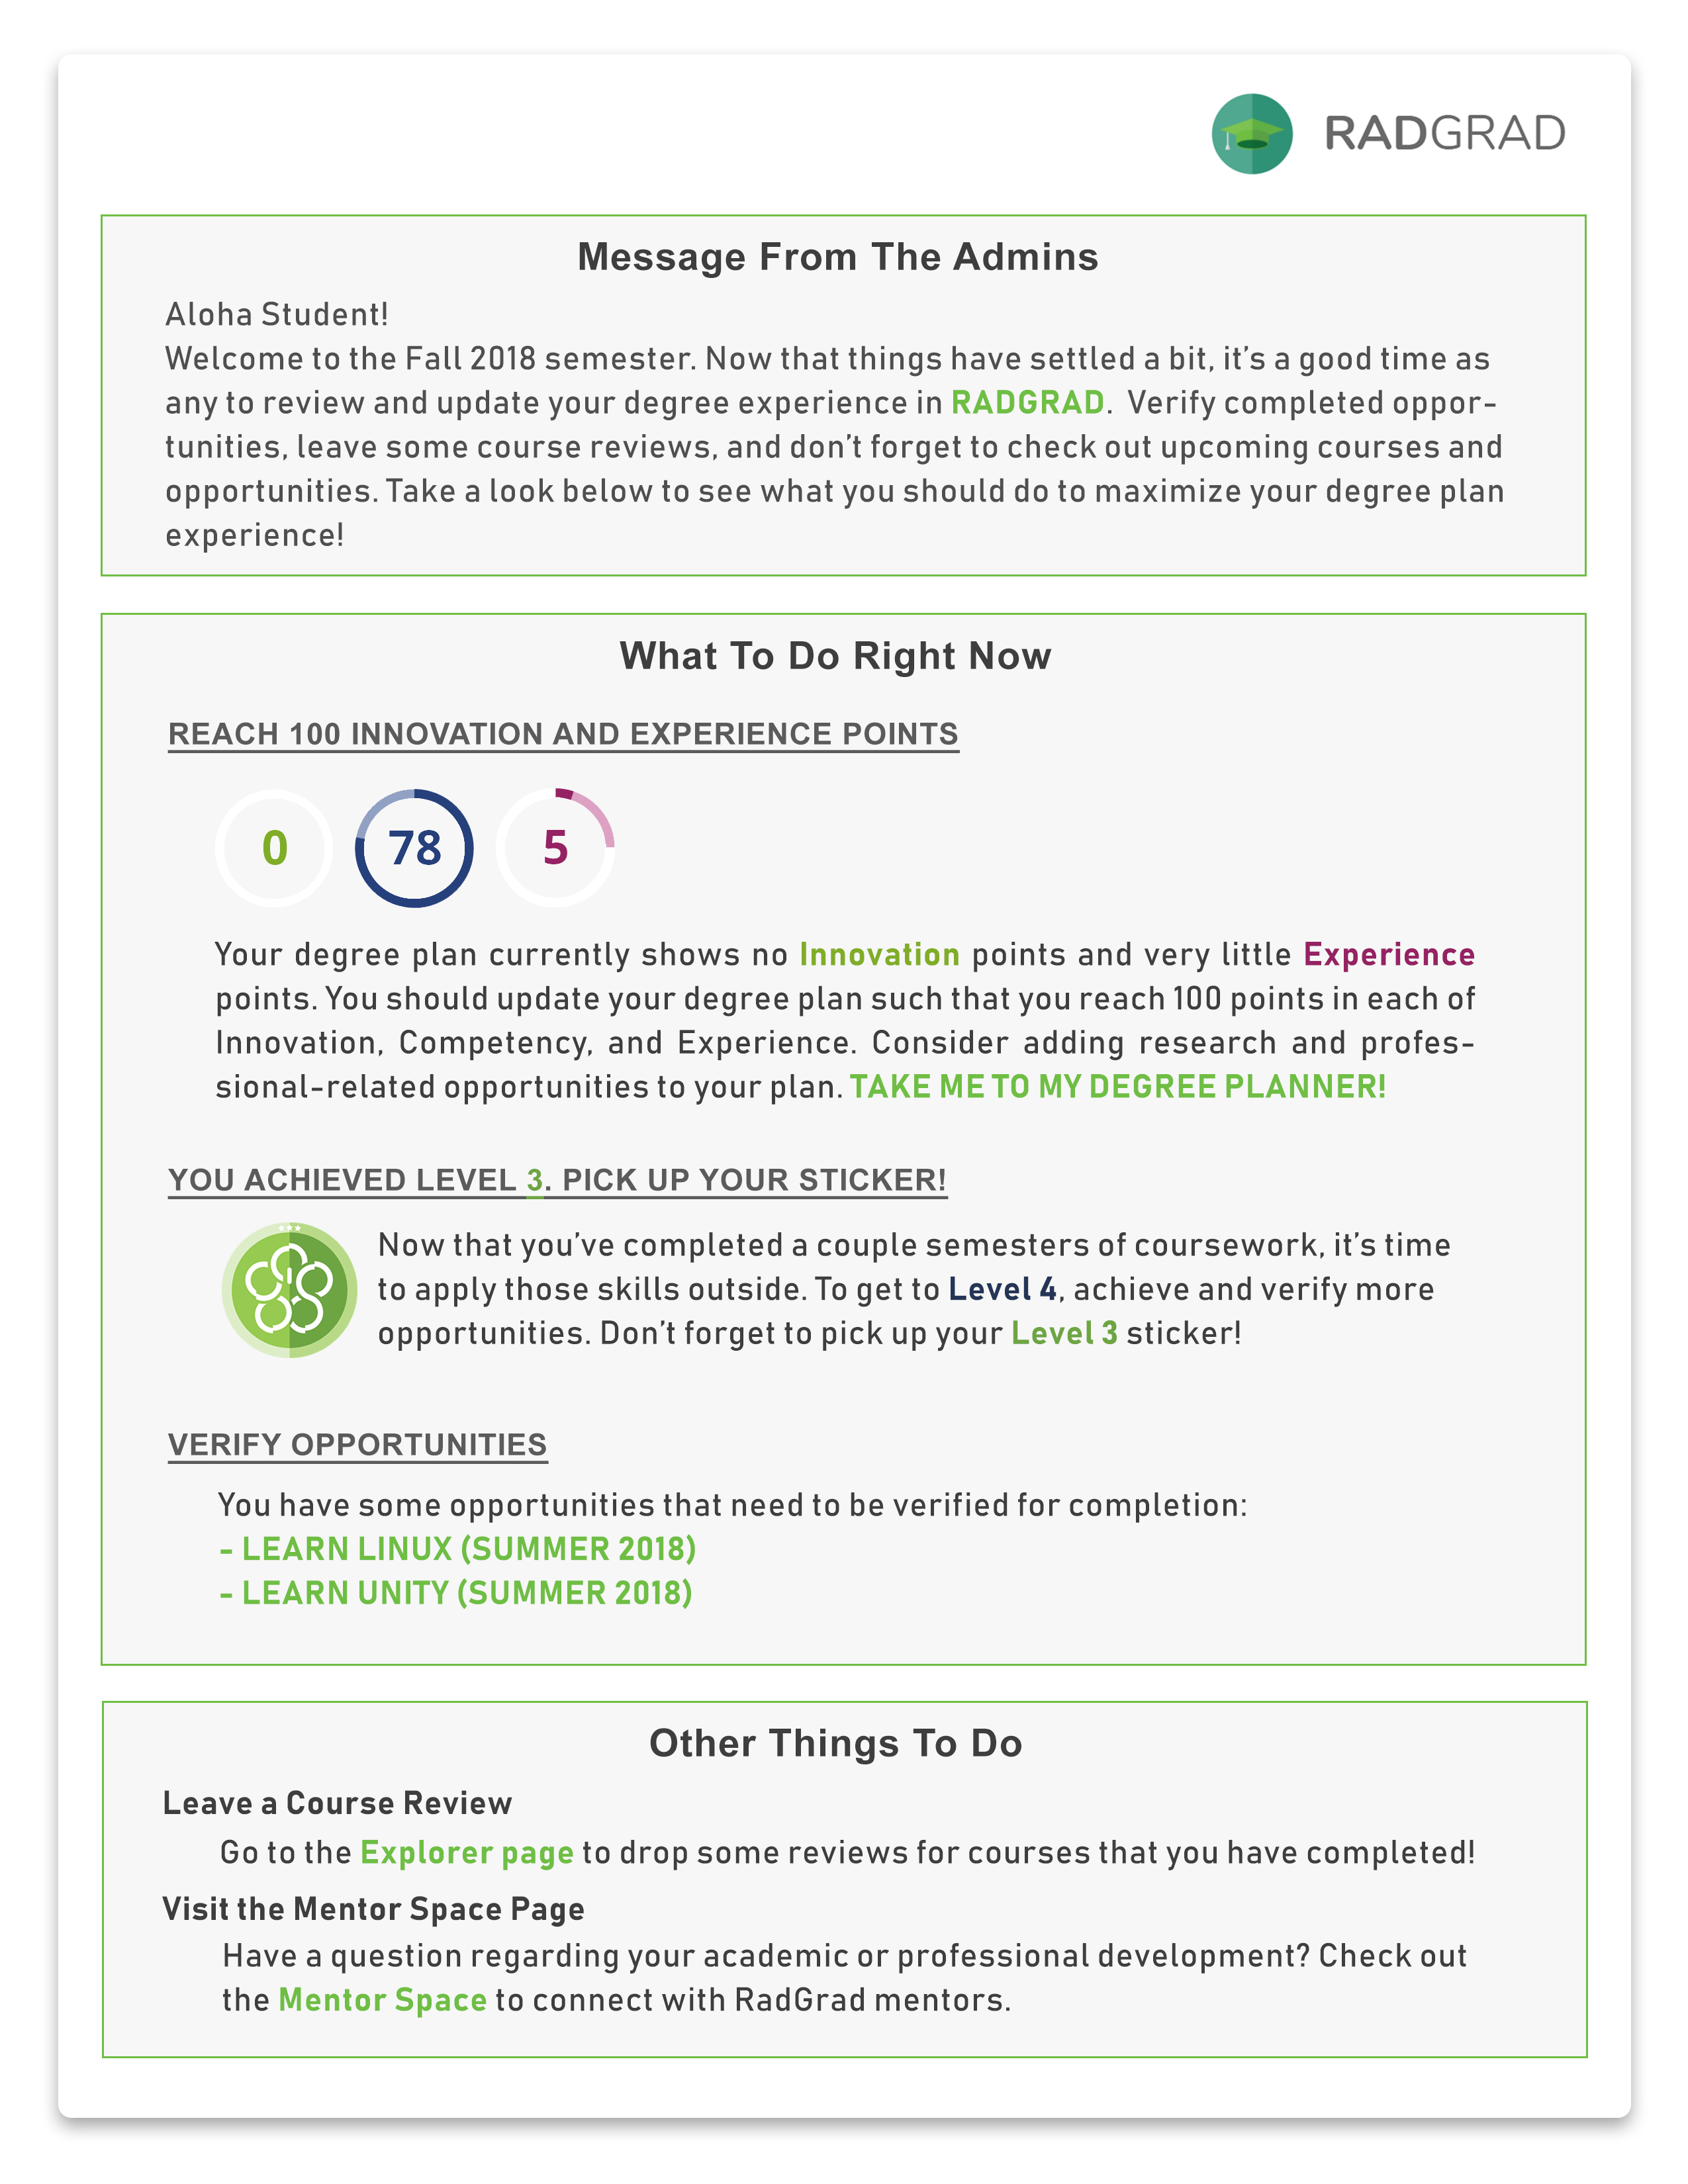 RADGRAD
Message From The Admins
Aloha Student!
Welcome to the Fall 2018 semester. Now that things have settled a bit, it’s a good time as
any to review and update your degree experience in RADGRAD. Verify completed oppor-
tunities, leave some course reviews, and don’t forget to check out upcoming courses and
opportunities. Take a look below to see what you should do to maximize your degree plan
experience!
What To Do Right Now
REACH 100 INNOVATION AND EXPERIENCE POINTS
0 78 5
Your degree plan currently shows no Innovation points and very little Experience
points. You should update your degree plan such that you reach 100 points in each of
Innovation, Competency, and Experience. Consider adding research and profes-
sional-related opportunities to your plan. TAKE ME TO MY DEGREE PLANNER!
YOU ACHIEVED LEVEL 3. PICK UP YOUR STICKER!
Now that you’ve completed a couple semesters of coursework, it’s time
to apply those skills outside. To get to Level 4, achieve and verify more
opportunities. Don’t forget to pick up your Level 3 sticker!
VERIFY OPPORTUNITIES
You have some opportunities that need to be verified for completion:
- LEARN LINUX (SUMMER 2018)
- LEARN UNITY (SUMMER 2018)
Other Things To Do
Leave a Course Review
Go to the Explorer page to drop some reviews for courses that you have completed!
Visit the Mentor Space Page
Have a question regarding your academic or professional development? Check out
the Mentor Space to connect with RadGrad mentors.